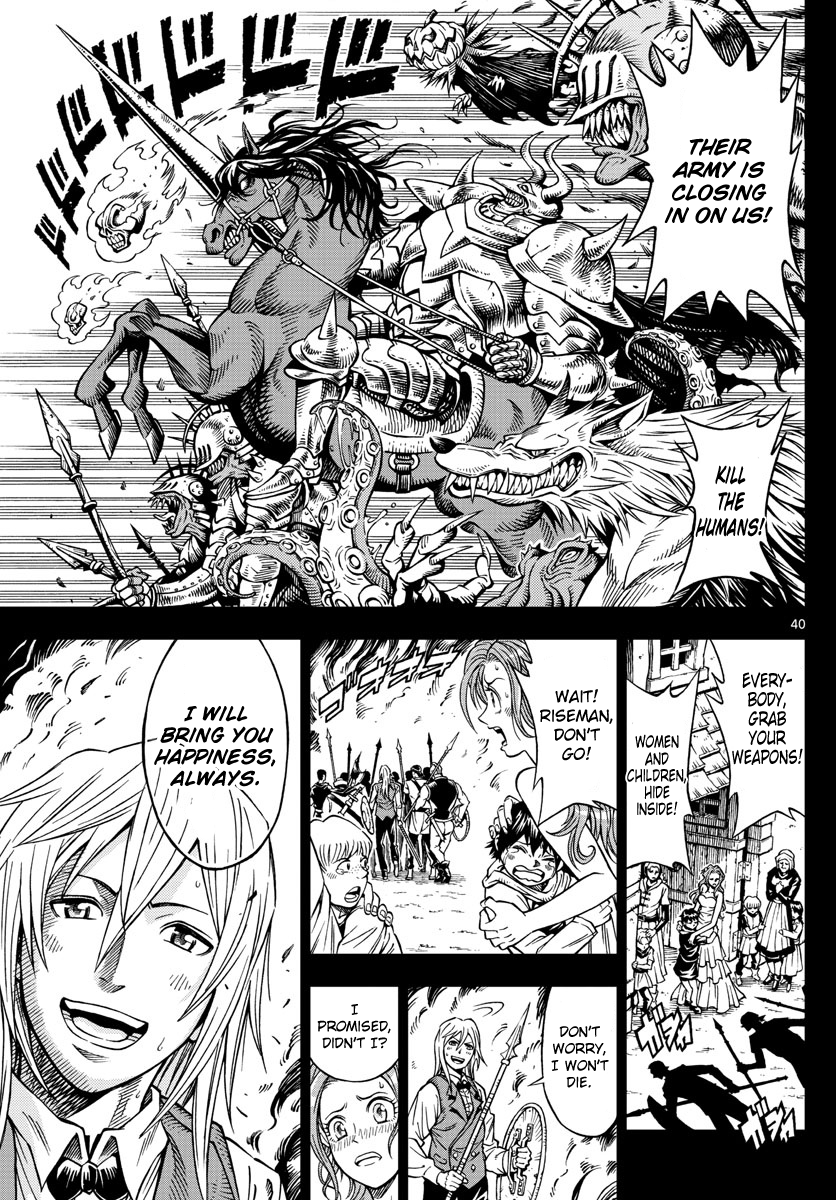 ドドドドドドド
THEIR
ARMY IS
CLOSING
IN ON US!
KILL
THE
HUMANS!
40
EVERY-
BODY,
GRAB
YOUR
WEAPONS!
WOMEN
AND
CHILDREN,
HIDE
INSIDE!
WAIT!
RISEMAN,
DON'T
GO!
DON'T
WORRY, I
WON'T
DIE.
I
PROMISED,
DIDN'T I?
I WILL
BRING YOU
HAPPINESS,
ALWAYS.